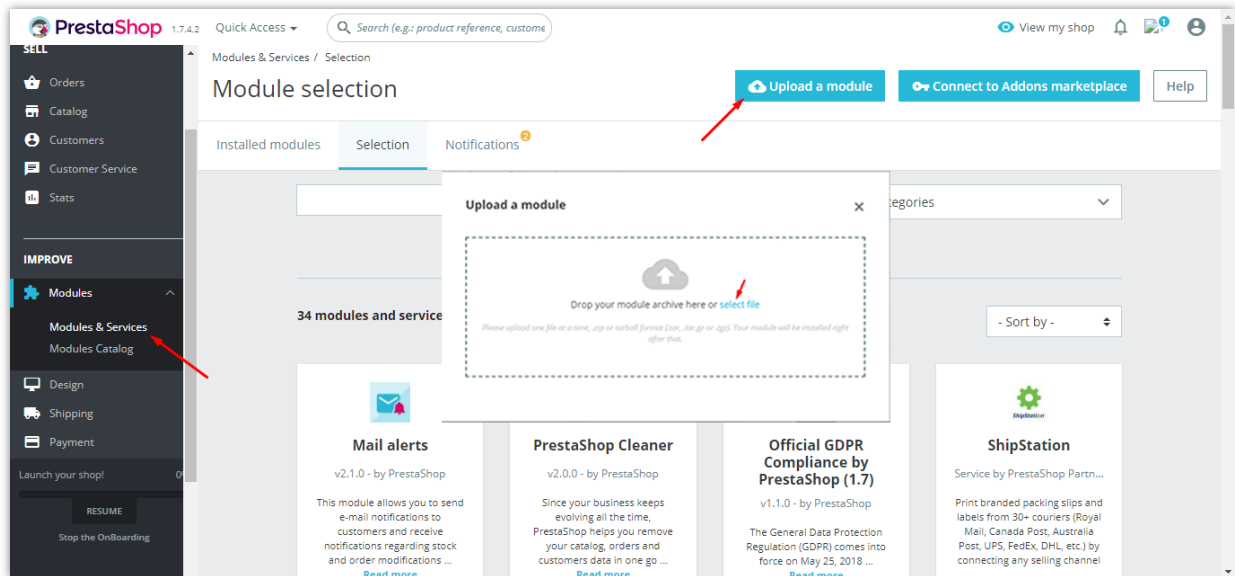 PrestaShop 1.7.4.2 Quick Access Search (e.g.: product reference, custome View my shop 1 0
SELL
Orders
Catalog
Customers
Customer Service
Stats
IMPROVE
Modules
Modules & Services
Modules Catalog
Design
Shipping
Payment
Launch your shop! 0%
RESUME
Stop the OnBoarding
Modules & Services / Selection
Module selection
Upload a module Connect to Addons marketplace Help
Installed modules Selection Notifications 2
tegories
34 modules and service
- Sort by -
Upload a module ×
Drop your module archive here or select file
Please upload one file at a time, .zip or tarball format (.tar, .tar.gz or .tgz). Your module will be installed right
after that.
Mail alerts
v2.1.0 - by PrestaShop
This module allows you to send
e-mail notifications to
customers and receive
notifications regarding stock
and order modifications ...
Read more
PrestaShop Cleaner
v2.0.0 - by PrestaShop
Since your business keeps
evolving all the time,
PrestaShop helps you remove
your catalog, orders and
customers data in one go ...
Read more
Official GDPR
Compliance by
PrestaShop (1.7)
v1.1.0 - by PrestaShop
The General Data Protection
Regulation (GDPR) comes into
force on May 25, 2018 ...
Read more
ShipStation
ShipStation
Service by PrestaShop Partn...
Print branded packing slips and
labels from 30+ couriers (Royal
Mail, Canada Post, Australia
Post, UPS, FedEx, DHL, etc.) by
connecting any selling channel